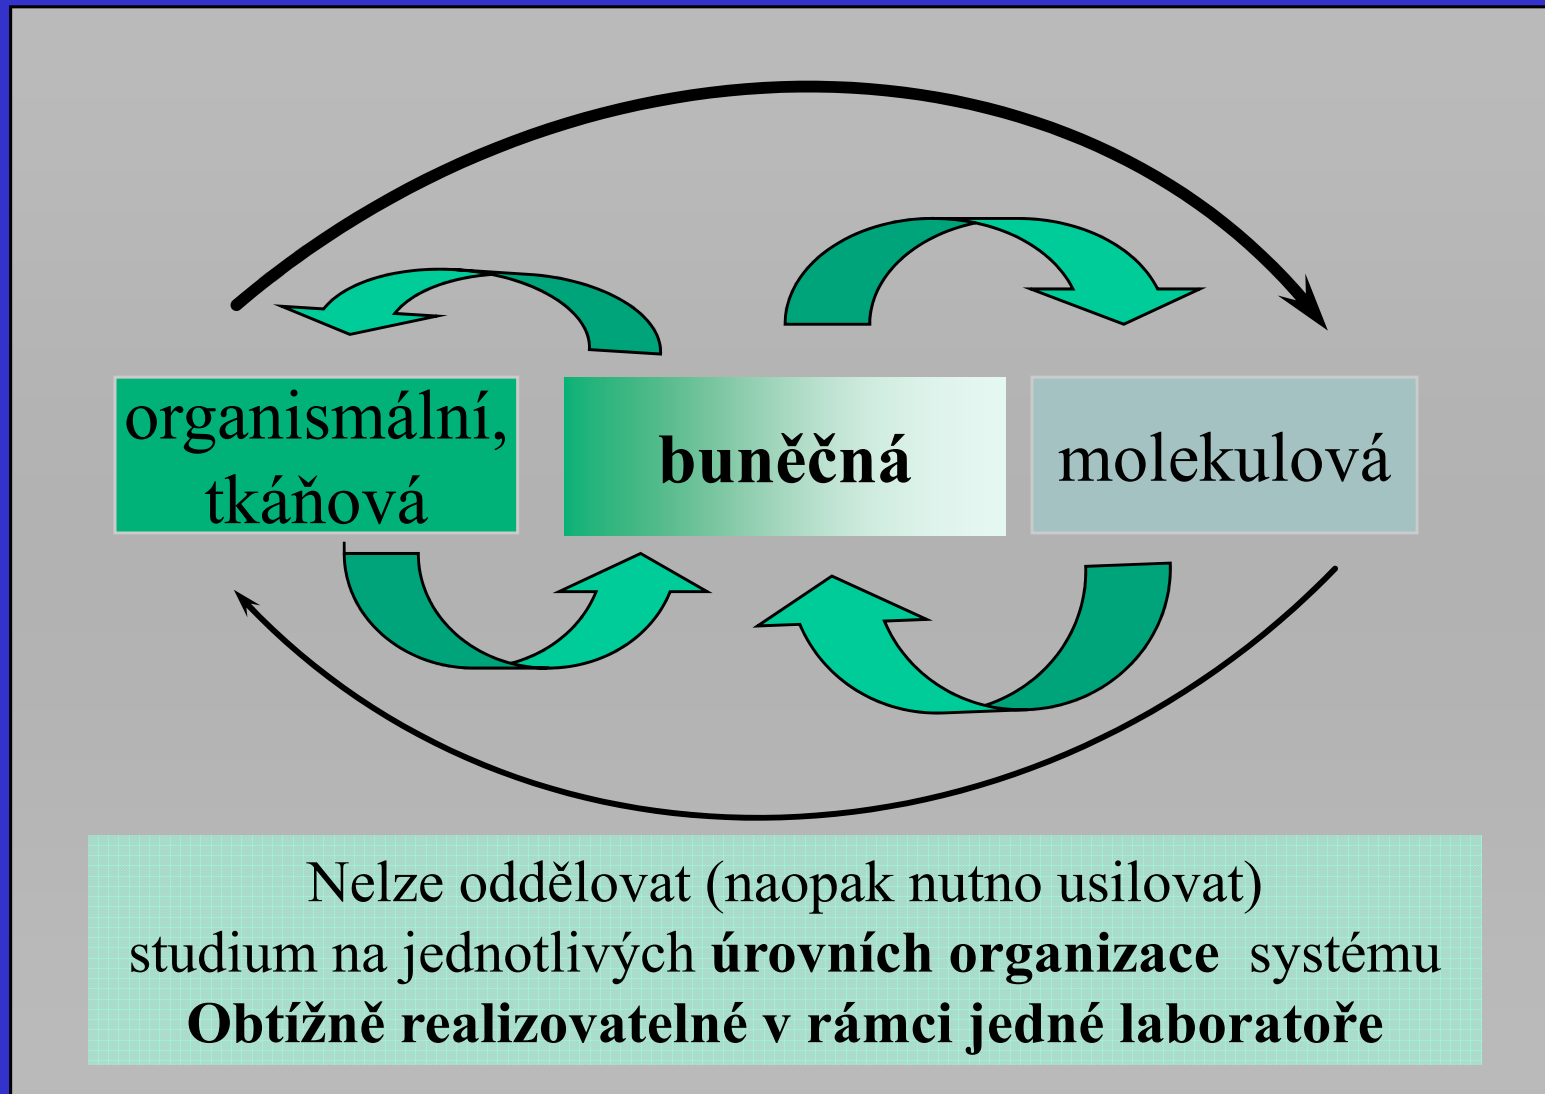 organismální,
tkáňová
buněčná
molekulová
Nelze oddělovat (naopak nutno usilovat)
studium na jednotlivých úrovních organizace systému
Obtížně realizovatelné v rámci jedné laboratoře